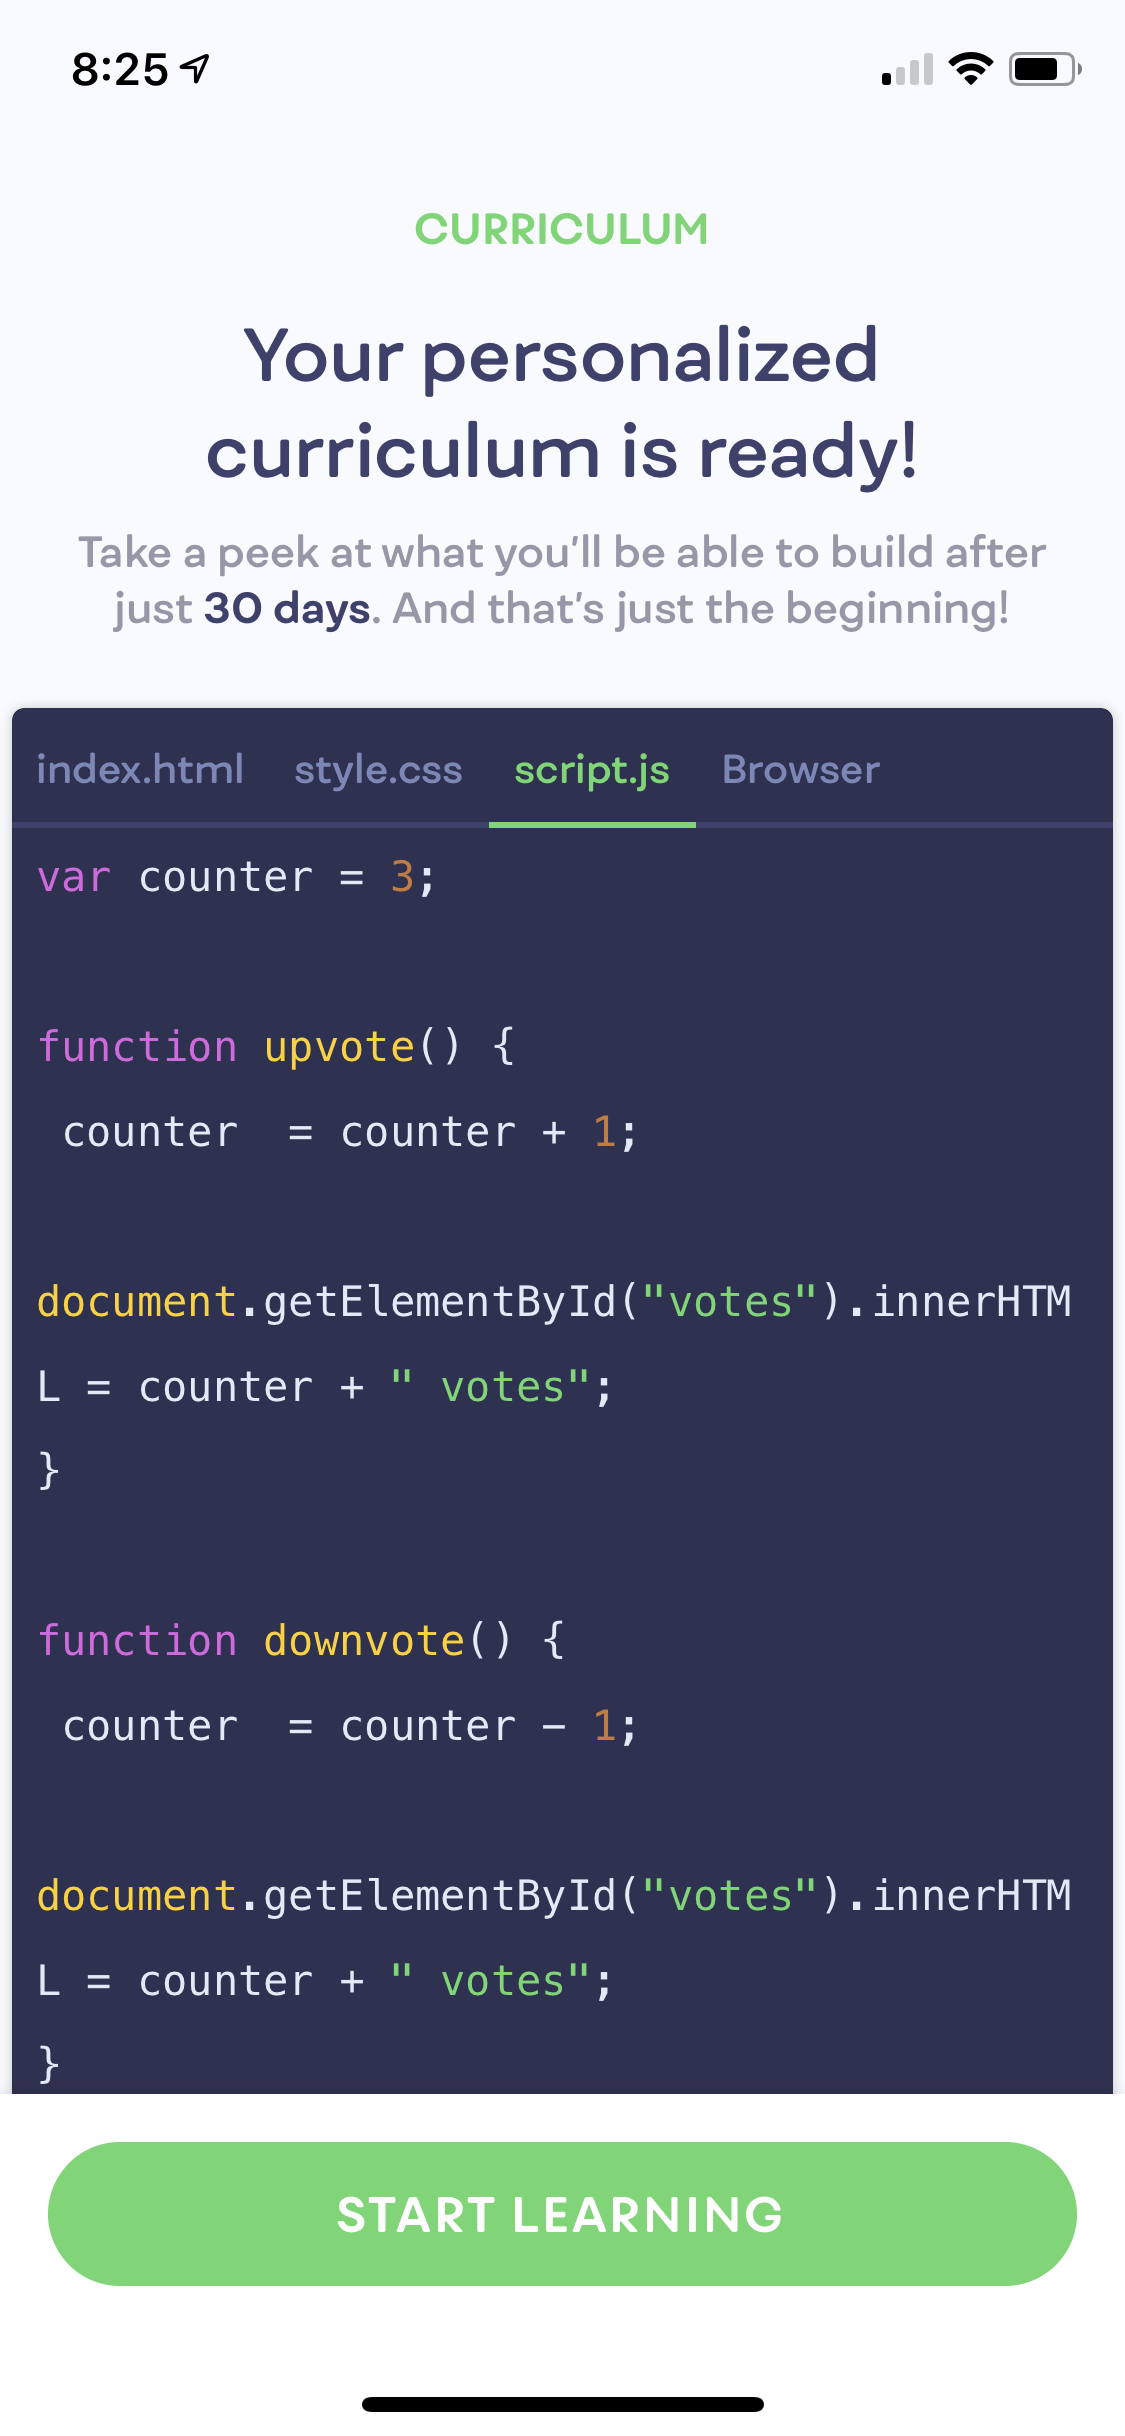 8:25
CURRICULUM
Your personalized
curriculum is ready!
Take a peek at what you'll be able to build after
just 30 days. And that's just the beginning!
index.html style.css script.js Browser
var counter = 3;
function upvote() {
 counter  = counter + 1;
document.getElementById("votes").innerHTM
L = counter + " votes";
}
function downvote() {
 counter  = counter − 1;
document.getElementById("votes").innerHTM
L = counter + " votes";
}
START LEARNING